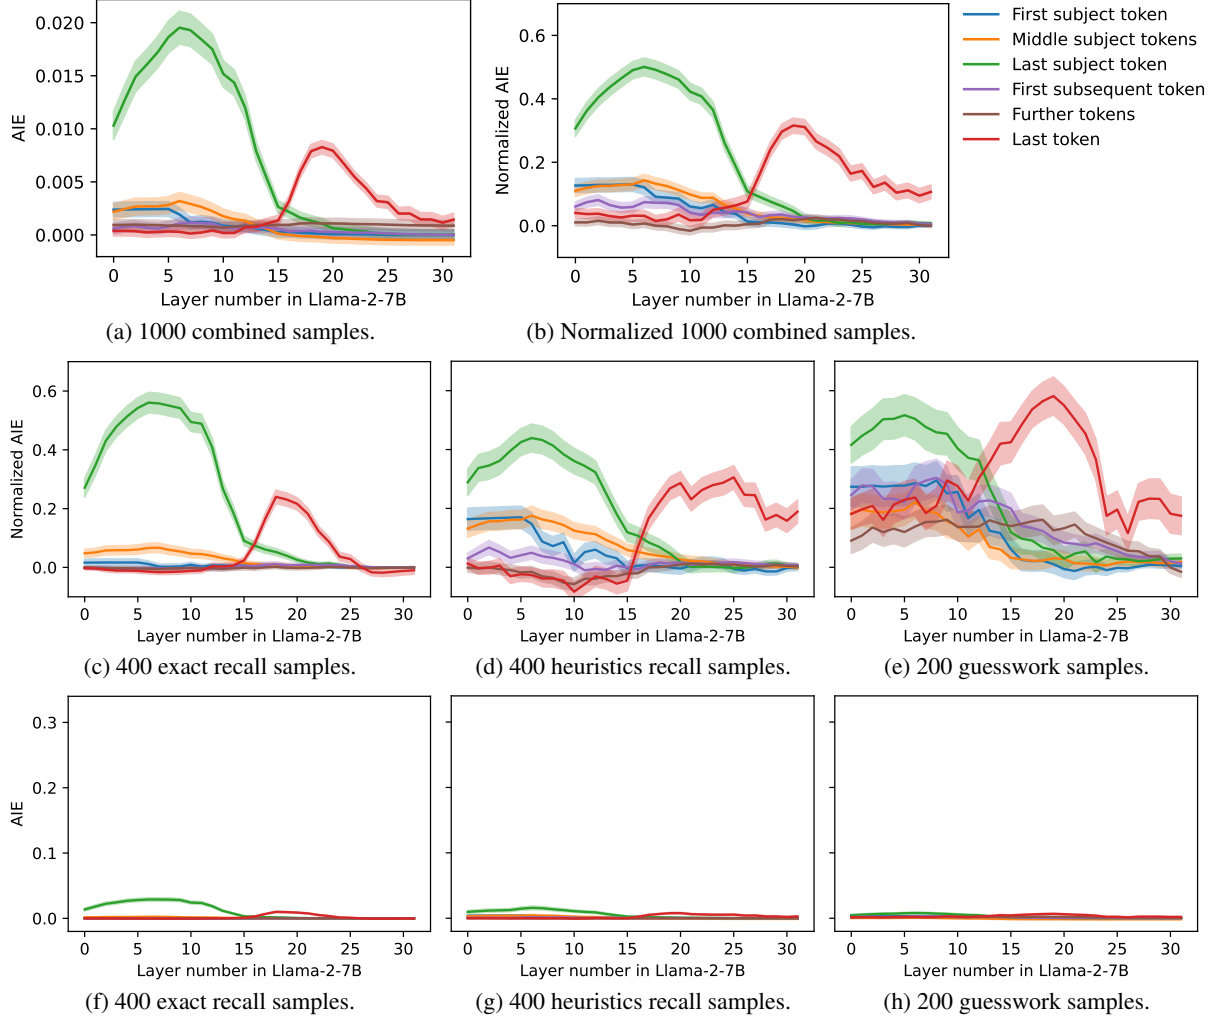 0.020
0.015
0.010
0.005
0.000
AIE
0 5 10 15 20 25 30
Layer number in Llama-2-7B
(a) 1000 combined samples.
0.6
0.4
0.2
0.0
Normalized AIE
0 5 10 15 20 25 30
Layer number in Llama-2-7B
(b) Normalized 1000 combined samples.
First subject token
Middle subject tokens
Last subject token
First subsequent token
Further tokens
Last token
0.6
0.4
0.2
0.0
Normalized AIE
0 5 10 15 20 25 30
Layer number in Llama-2-7B
(c) 400 exact recall samples.
0 5 10 15 20 25 30
Layer number in Llama-2-7B
(d) 400 heuristics recall samples.
0 5 10 15 20 25 30
Layer number in Llama-2-7B
(e) 200 guesswork samples.
0.3
0.2
0.1
0.0
AIE
0 5 10 15 20 25 30
Layer number in Llama-2-7B
(f) 400 exact recall samples.
0 5 10 15 20 25 30
Layer number in Llama-2-7B
(g) 400 heuristics recall samples.
0 5 10 15 20 25 30
Layer number in Llama-2-7B
(h) 200 guesswork samples.